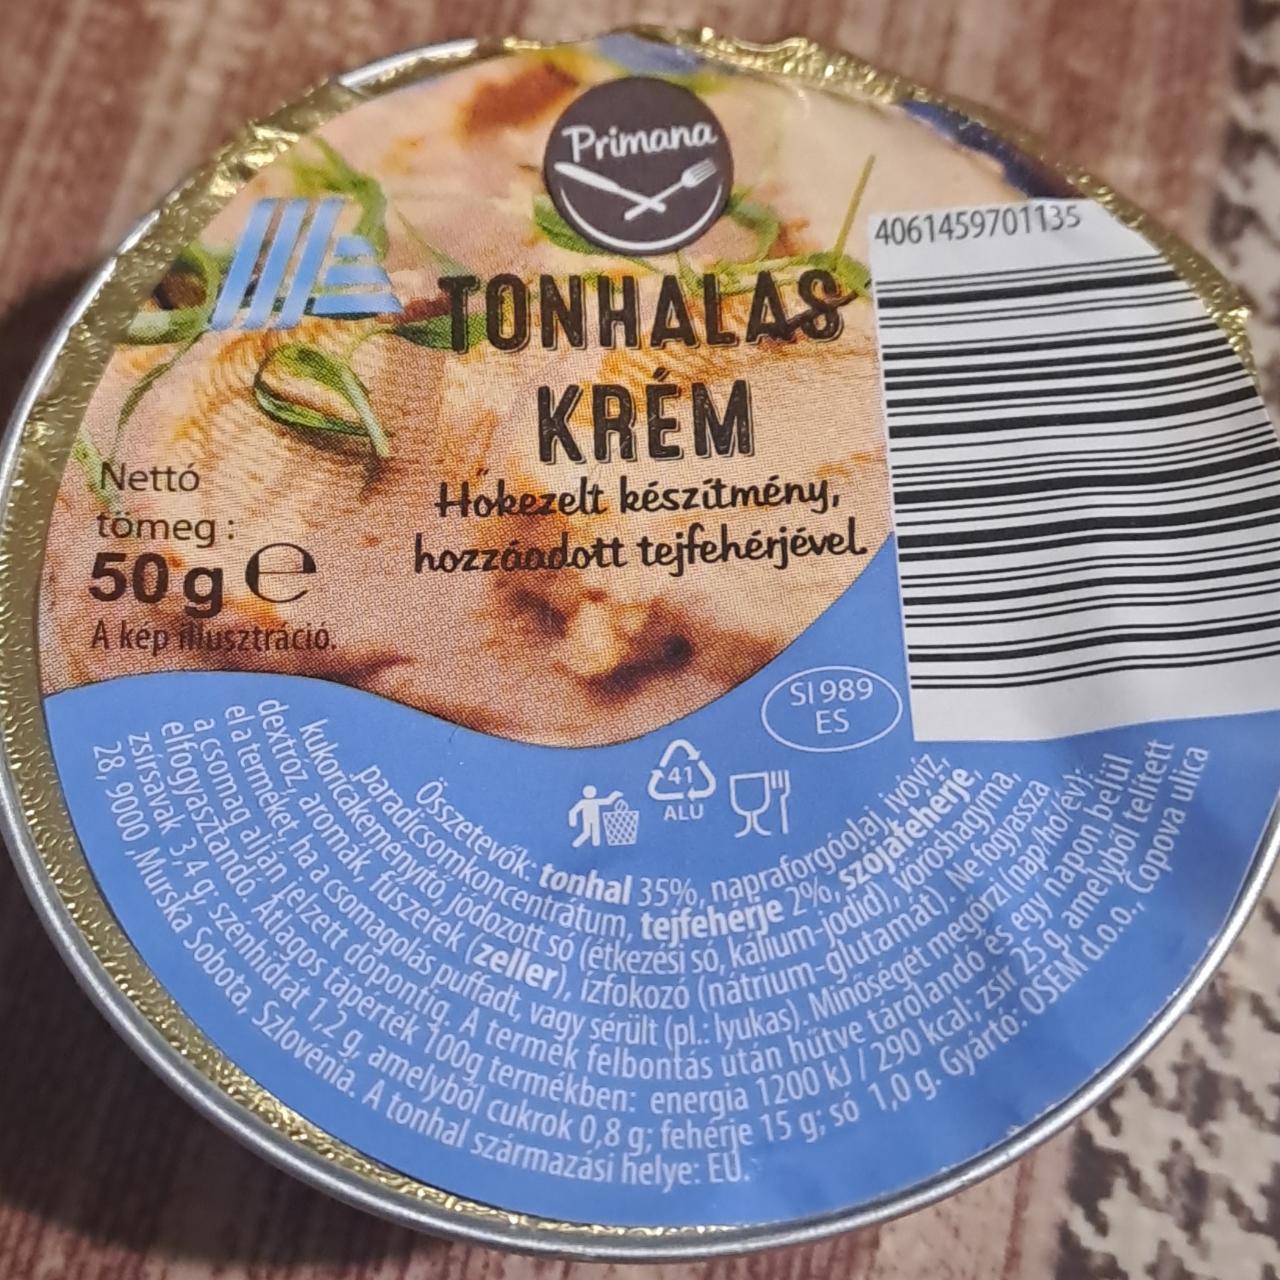 Primana
4061459701135
TONHALAS
KRÉM
Hőkezelt készítmény,
hozzáadott tejfehérjével.
Nettó
tömeg :
50 g e
A kép illusztráció.
SI 989
ES
41
ALU
Összetevők: tonhal 35%, napraforgóolaj, ivóvíz,
paradicsomkoncentrátum, tejfehérje 2%, szójafehérje,
kukoricakeményítő, jódozott só (étkezési só, kálium-jodid), vöröshagyma,
dextróz, aromák, fűszerek (zeller), ízfokozó (nátrium-glutamát). Ne fogyassza
el a terméket, ha a csomagolás puffadt, vagy sérült (pl.: lyukas). Minőségét megőrzi (nap/hó/év):
a csomag alján jelzett időpontig. A termék felbontás után hűtve tárolandó és egy napon belül
elfogyasztandó. Átlagos tápérték 100g termékben: energia 1200 kJ / 290 kcal; zsír 25 g, amelyből telített
zsírsavak 3,4 g; szénhidrát 1,2 g, amelyből cukrok 0,8 g; fehérje 15 g; só 1,0 g. Gyártó: OSEM d.o.o., Čopova ulica
28, 9000 ,Murska Sobota, Szlovénia. A tonhal származási helye: EU.